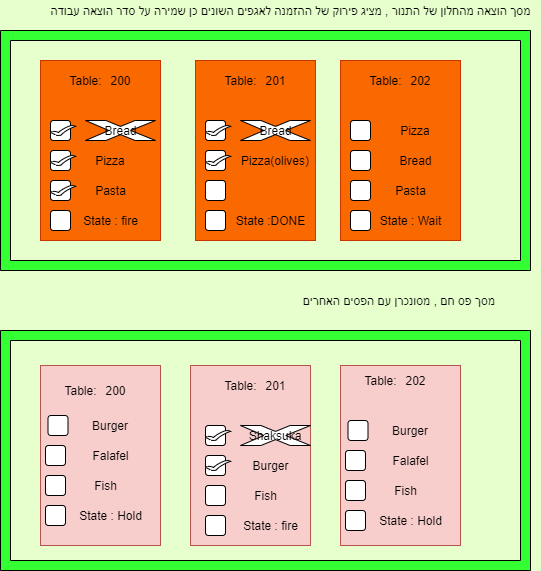 מסך הוצאה מהחלון של התנור , מציג פירוק של ההזמנה לאגפים השונים כן שמירה על סדר הוצאה עבודה
Table: 200
Bread
Pizza
Pasta
State : fire
Table: 201
Bread
Pizza(olives)
State :DONE
Table: 202
Pizza
Bread
Pasta
State : Wait
מסך פס חם , מסונכרן עם הפסים האחרים
Table: 200
Burger
Falafel
Fish
State : Hold
Table: 201
Shaksuka
Burger
Fish
State : fire
Table: 202
Burger
Falafel
Fish
State : Hold